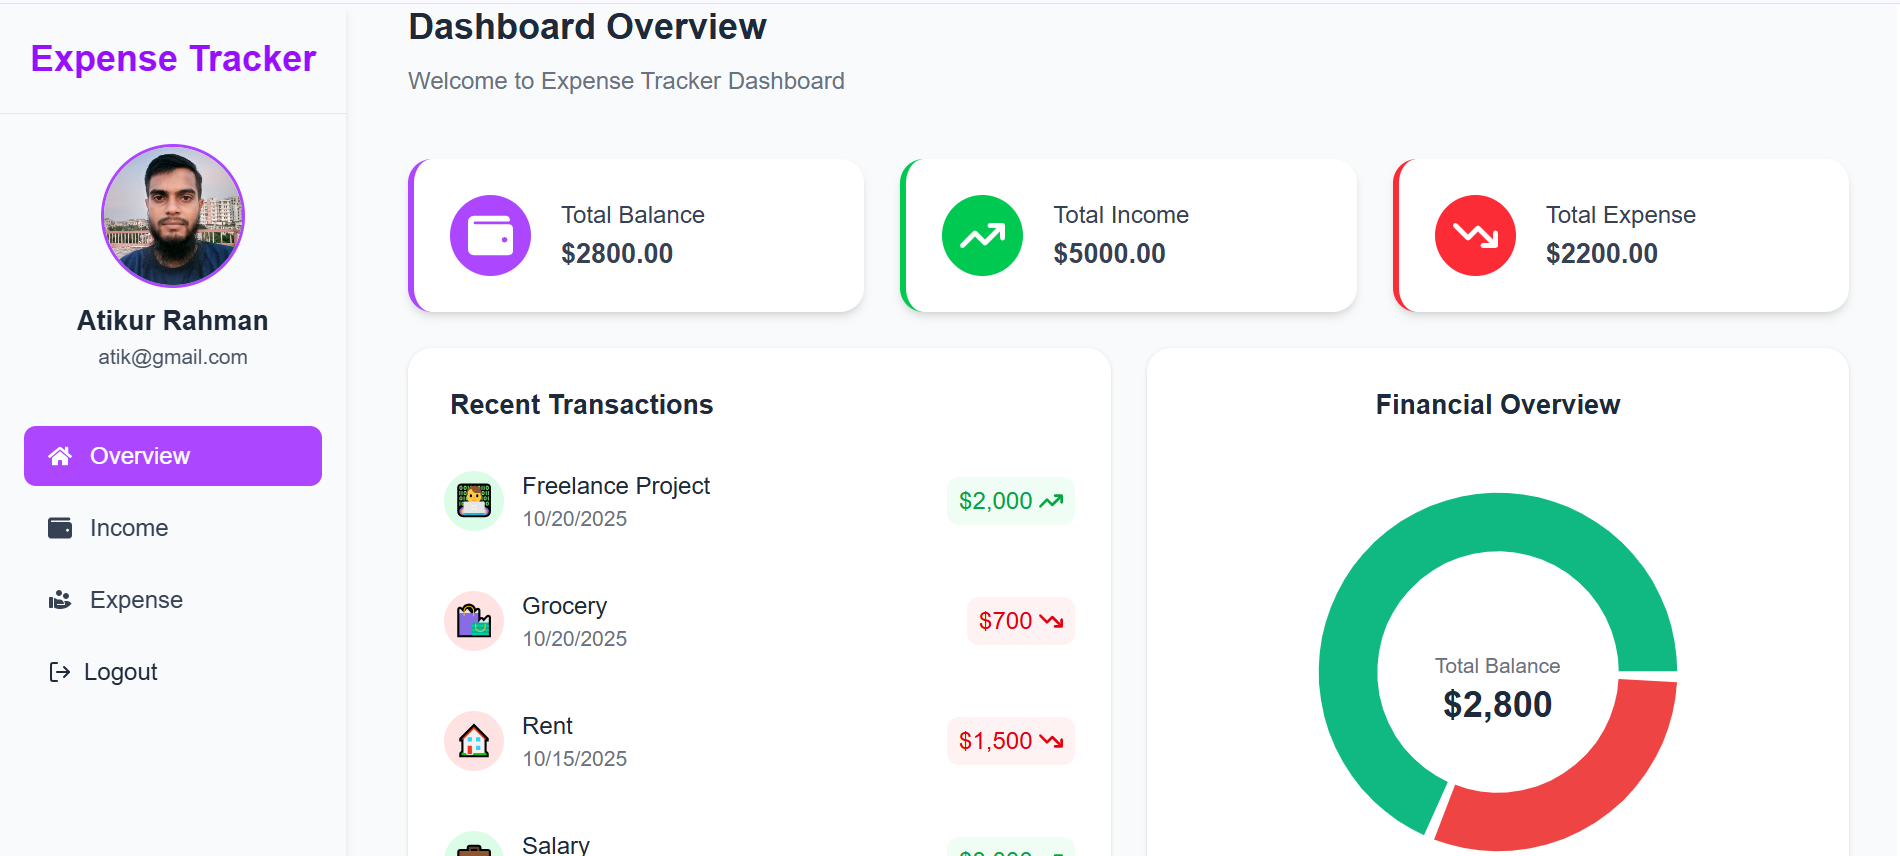 Expense Tracker
Atikur Rahman
atik@gmail.com
Overview
Income
Expense
Logout
Dashboard Overview
Welcome to Expense Tracker Dashboard
Total Balance
$2800.00
Total Income
$5000.00
Total Expense
$2200.00
Recent Transactions
Freelance Project
10/20/2025
$2,000
Grocery
10/20/2025
$700
Rent
10/15/2025
$1,500
Salary
Financial Overview
Total Balance
$2,800